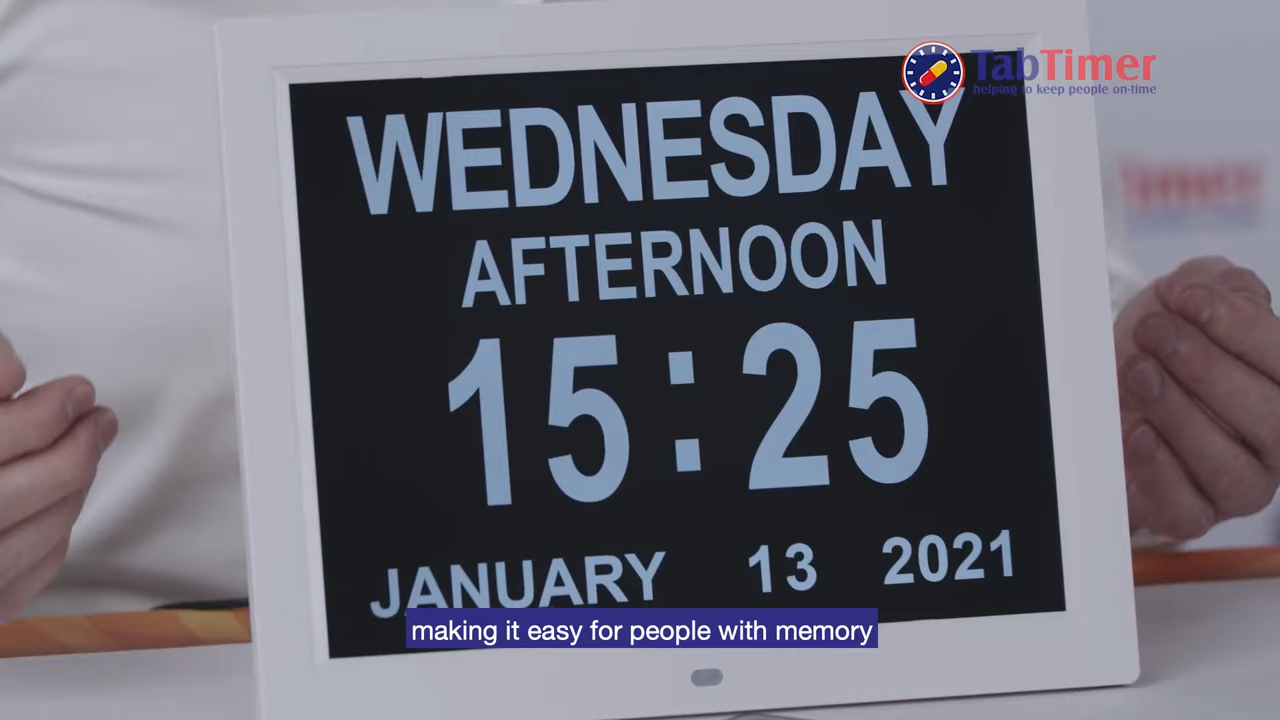 TabTimer
helping to keep people on-time
WEDNESDAY
AFTERNOON
15:25
JANUARY 13 2021
making it easy for people with memory